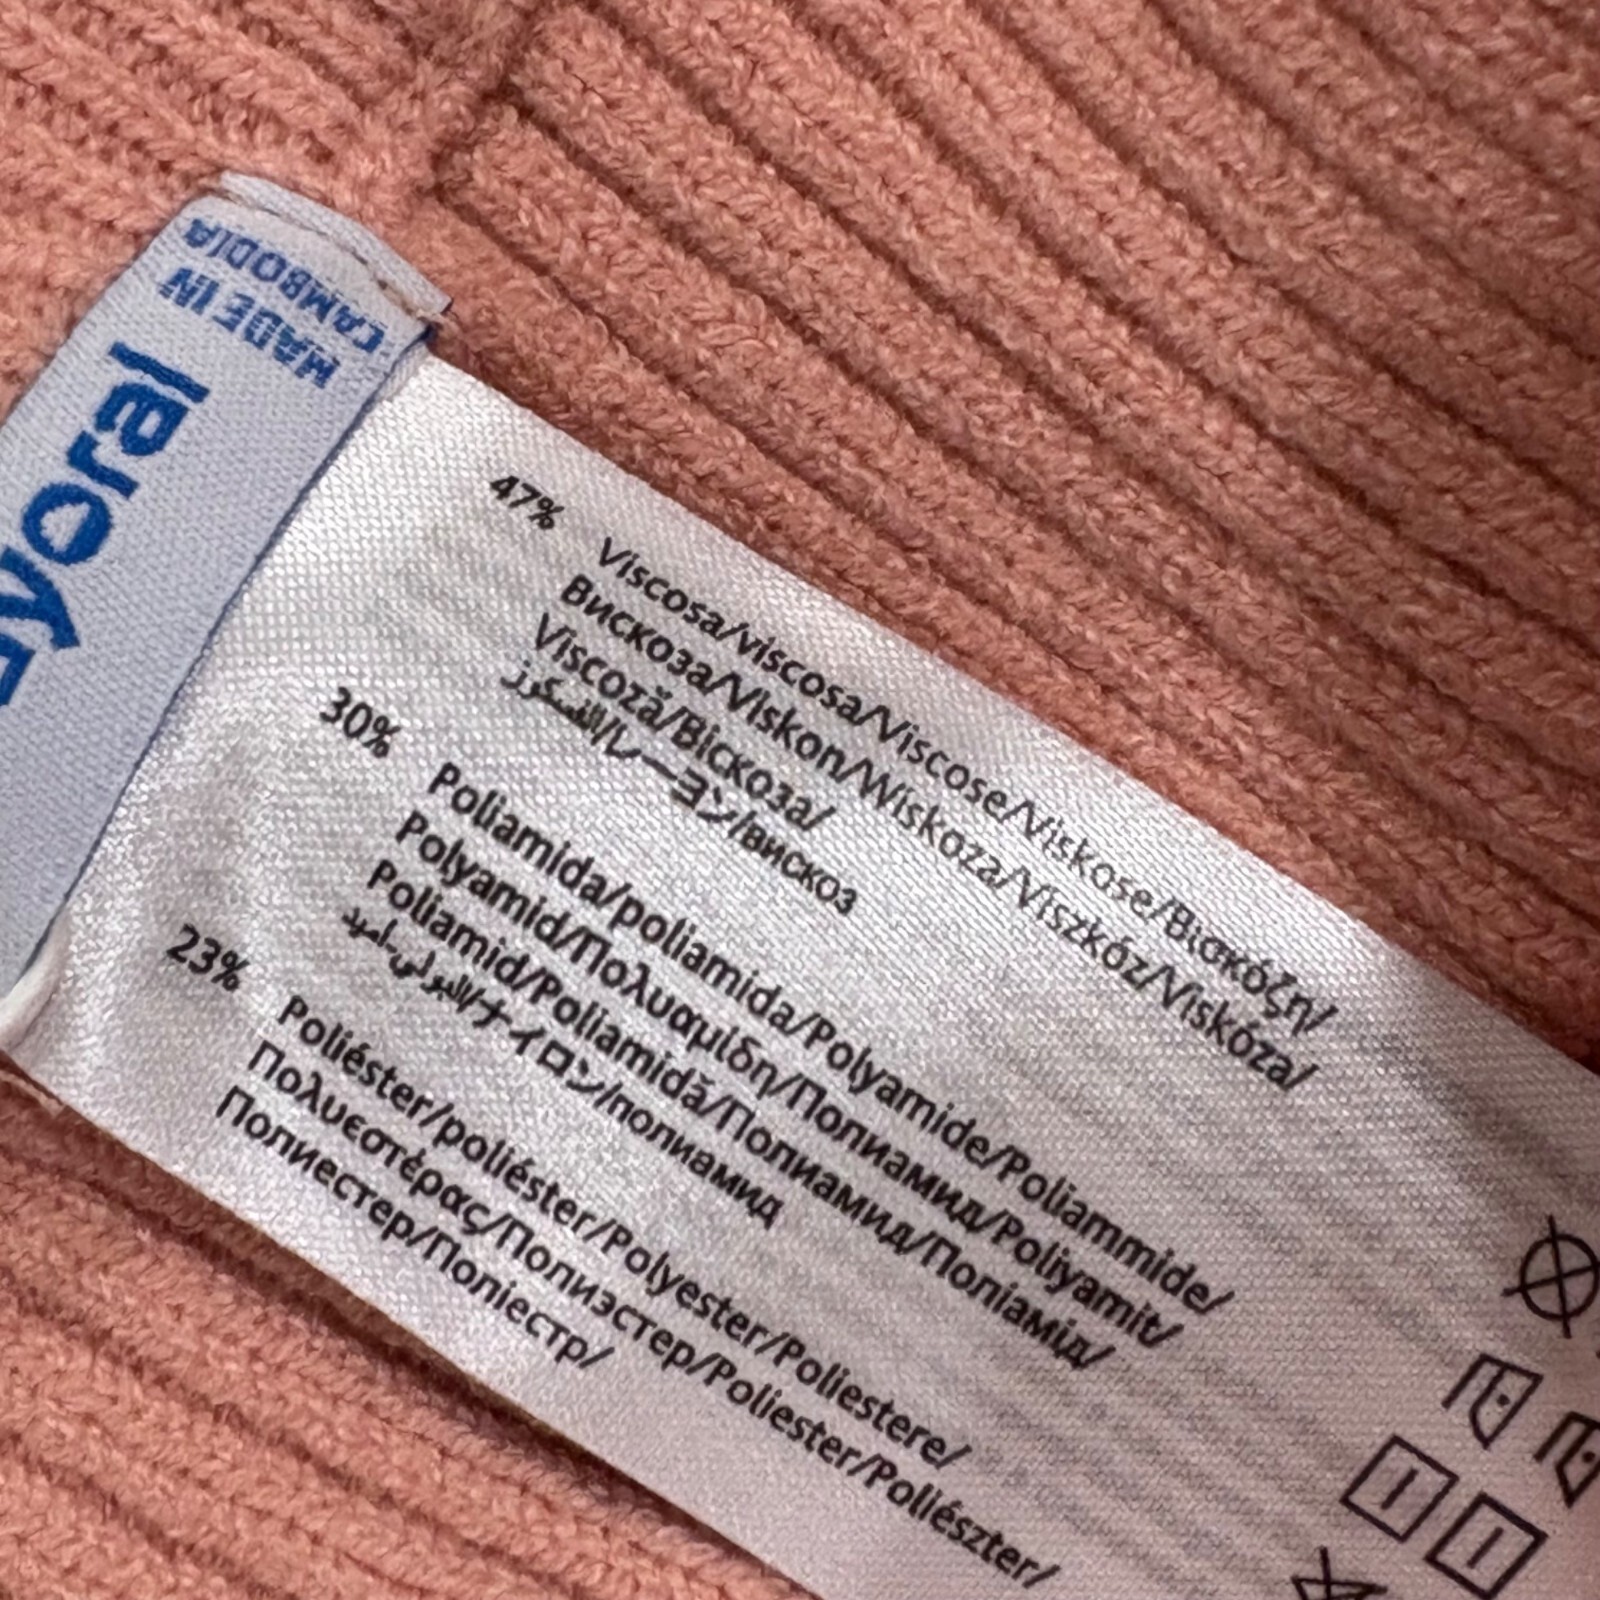 MADE IN
CAMBODIA
yoral
47%
Viscosa/viscosa/Viscose/Viskose/Βισκόζη/
Вискоза/Viskon/Wiskoza/Viszkóz/Viskóza/
Viscoză/Віскоза/
الفسكوز/レーヨン/вискоз
30%
Poliamida/poliamida/Polyamide/Poliammide/
Polyamid/Πολυαμίδη/Полиамид/Poliyamit/
Poliamid/Poliamidă/Полиамид/Поліамід/
البولي-أميد/ナイロン/полиамид
23%
Poliéster/poliéster/Polyester/Poliestere/
Πολυεστέρας/Полиэстер/Poliester/Poliészter/
Полиестер/Поліестр/